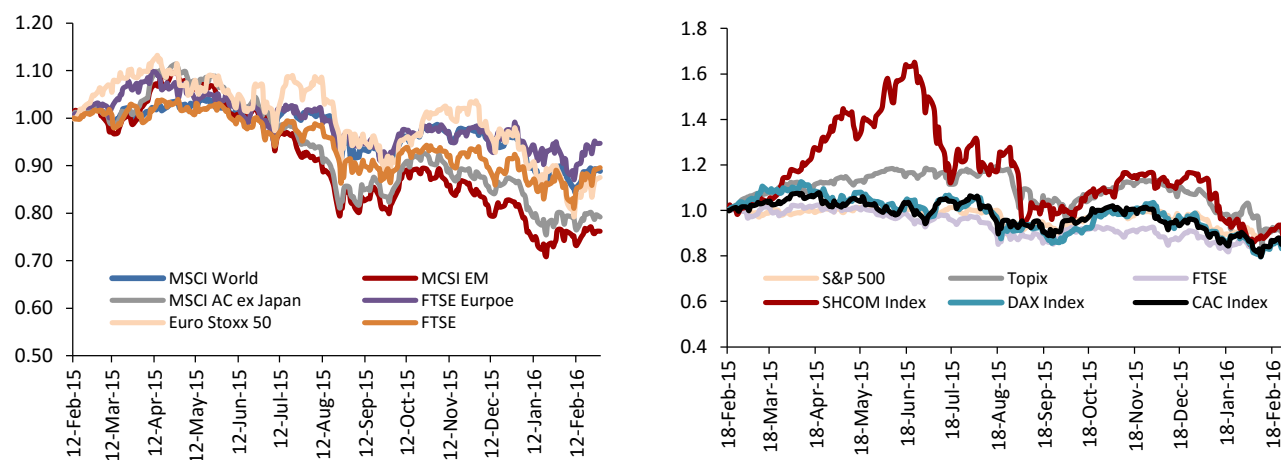 1.20
1.10
1.00
0.90
0.80
0.70
0.60
0.50
MSCI World
MCSI EM
MSCI AC ex Japan
FTSE Eurpoe
Euro Stoxx 50
FTSE
12-Feb-15
12-Mar-15
12-Apr-15
12-May-15
12-Jun-15
12-Jul-15
12-Aug-15
12-Sep-15
12-Oct-15
12-Nov-15
12-Dec-15
12-Jan-16
12-Feb-16
1.8
1.6
1.4
1.2
1.0
0.8
0.6
0.4
S&P 500
Topix
FTSE
SHCOM Index
DAX Index
CAC Index
18-Feb-15
18-Mar-15
18-Apr-15
18-May-15
18-Jun-15
18-Jul-15
18-Aug-15
18-Sep-15
18-Oct-15
18-Nov-15
18-Dec-15
18-Jan-16
18-Feb-16